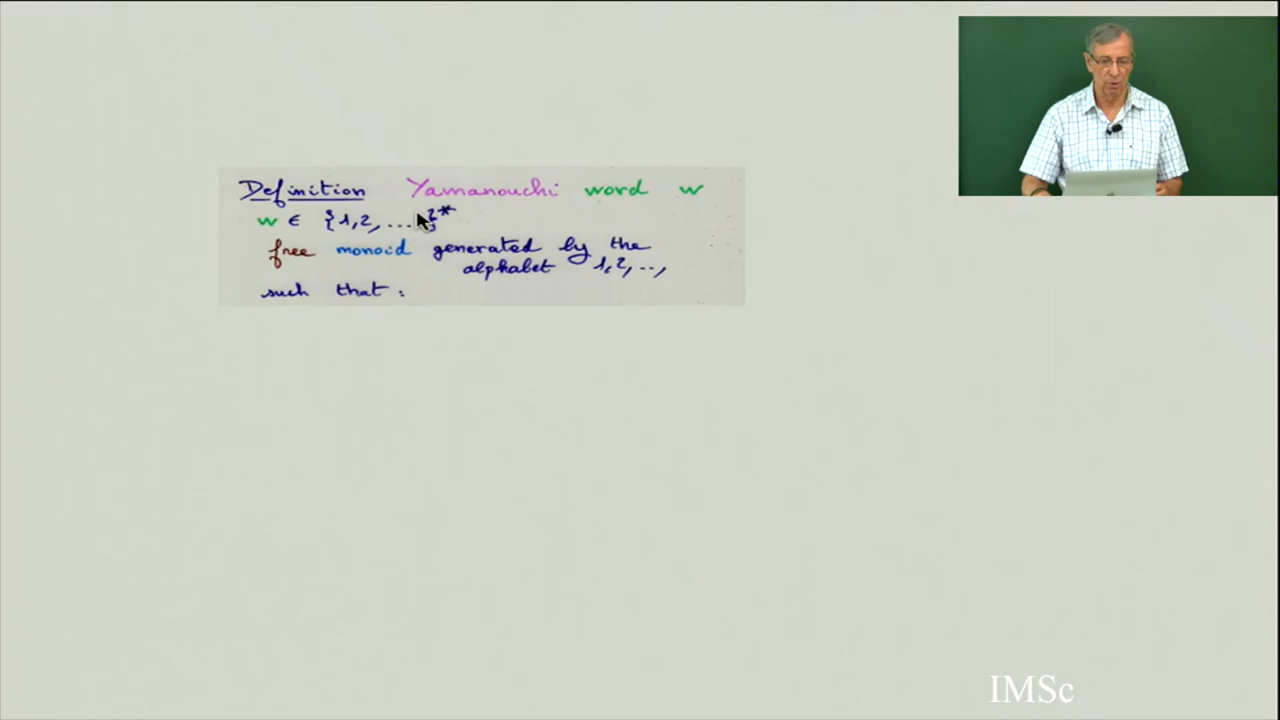 Definition Yamanouchi word w
w ∈ {1,2, ...}*
free monoid generated by the
alphabet 1,2,..,
such that :
IMSc